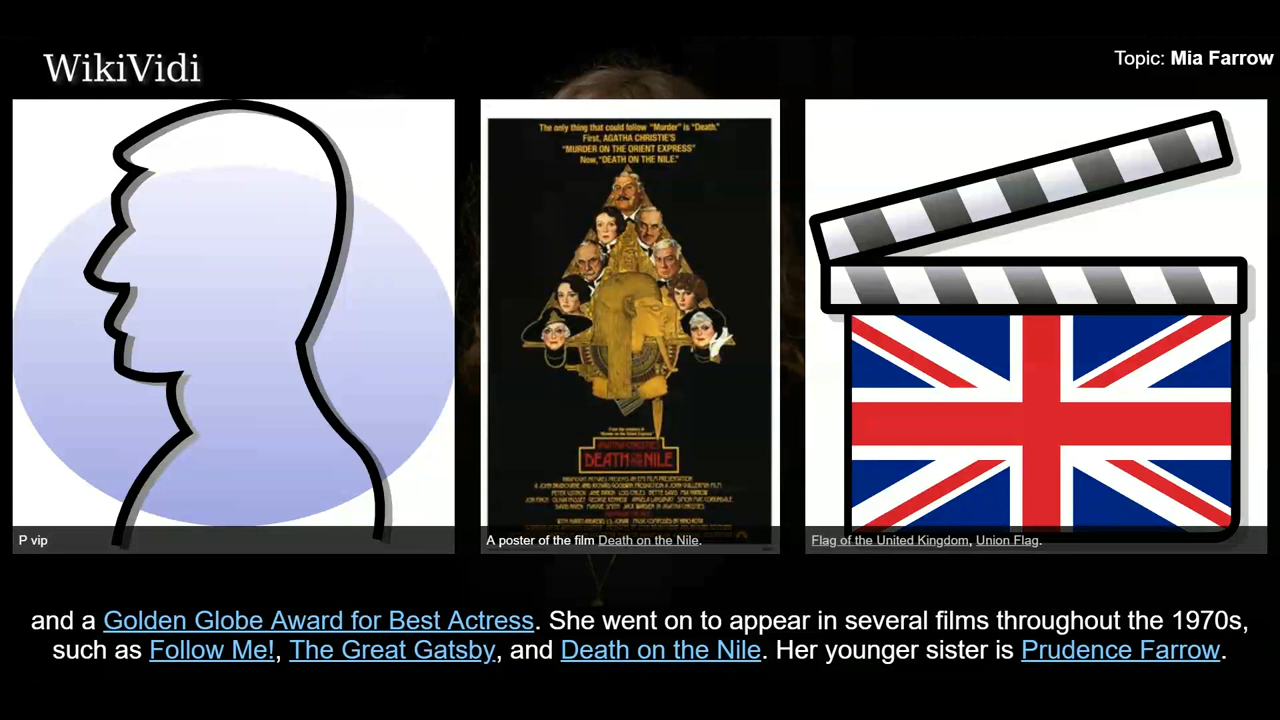 WikiVidi
Topic: Mia Farrow
The only thing that could follow "Murder" is "Death."
First, AGATHA CHRISTIE'S
"MURDER ON THE ORIENT EXPRESS"
Now, "DEATH ON THE NILE."
DEATH ON THE NILE
P vip
A poster of the film Death on the Nile.
Flag of the United Kingdom, Union Flag.
and a Golden Globe Award for Best Actress. She went on to appear in several films throughout the 1970s,
such as Follow Me!, The Great Gatsby, and Death on the Nile. Her younger sister is Prudence Farrow.